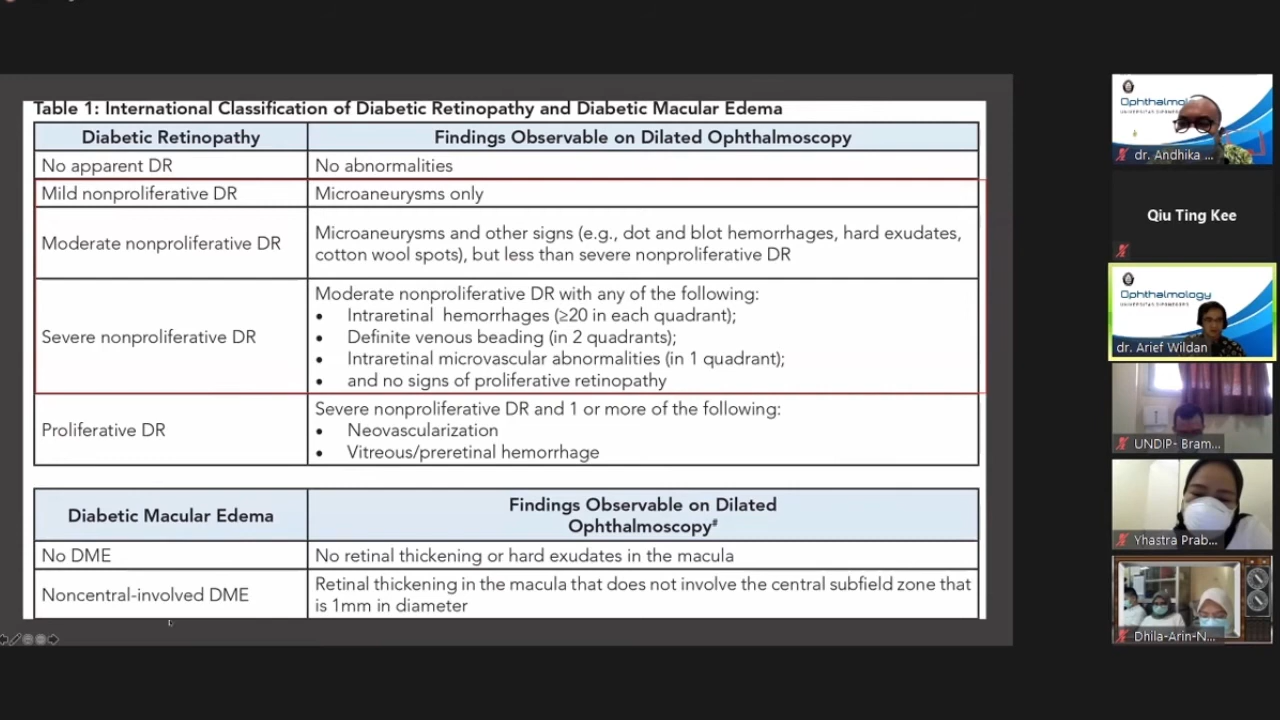 Table 1: International Classification of Diabetic Retinopathy and Diabetic Macular Edema
Diabetic Retinopathy
Findings Observable on Dilated Ophthalmoscopy
No apparent DR
No abnormalities
Mild nonproliferative DR
Microaneurysms only
Moderate nonproliferative DR
Microaneurysms and other signs (e.g., dot and blot hemorrhages, hard exudates,
cotton wool spots), but less than severe nonproliferative DR
Severe nonproliferative DR
Moderate nonproliferative DR with any of the following:
• Intraretinal hemorrhages (≥20 in each quadrant);
• Definite venous beading (in 2 quadrants);
• Intraretinal microvascular abnormalities (in 1 quadrant);
• and no signs of proliferative retinopathy
Proliferative DR
Severe nonproliferative DR and 1 or more of the following:
• Neovascularization
• Vitreous/preretinal hemorrhage
Diabetic Macular Edema
Findings Observable on Dilated
Ophthalmoscopy#
No DME
No retinal thickening or hard exudates in the macula
Noncentral-involved DME
Retinal thickening in the macula that does not involve the central subfield zone that
is 1mm in diameter
dr. Andhika ...
Qiu Ting Kee
Ophthalmology
dr. Arief Wildan
UNDIP- Bram...
Yhastra Prab...
Dhila-Arin-N...